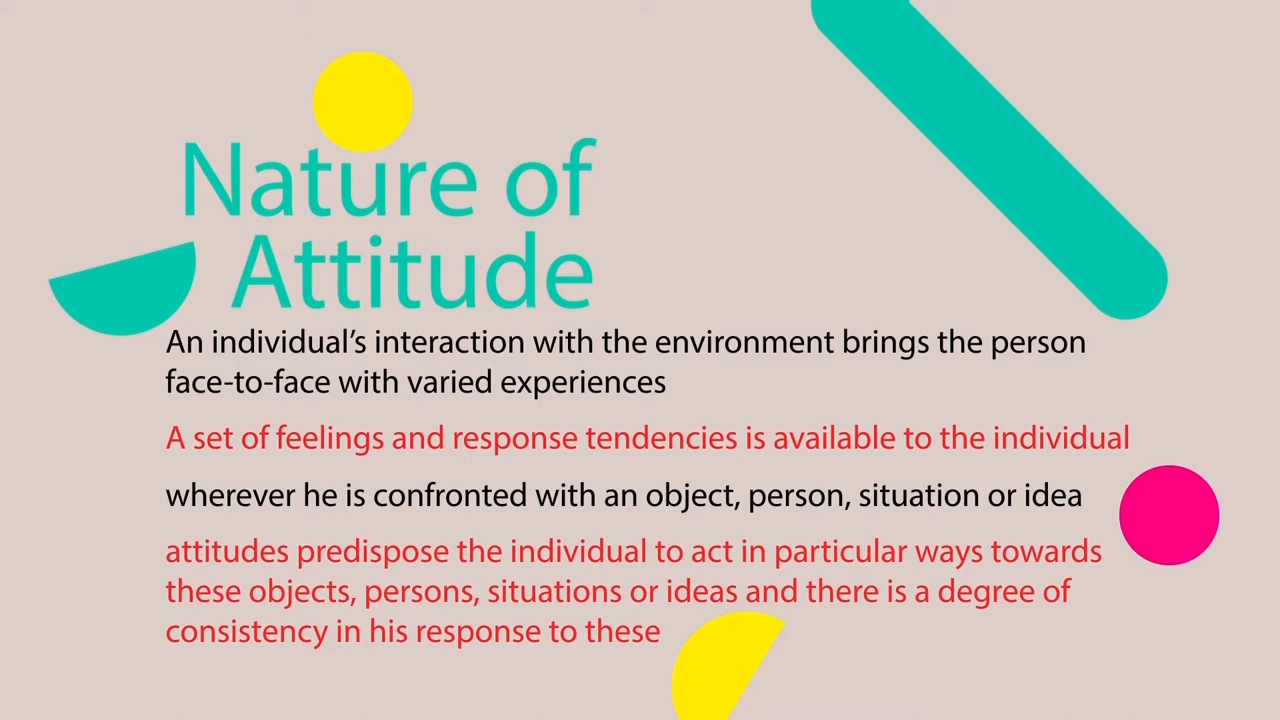 Nature of
Attitude
An individual’s interaction with the environment brings the person
face-to-face with varied experiences
A set of feelings and response tendencies is available to the individual
wherever he is confronted with an object, person, situation or idea
attitudes predispose the individual to act in particular ways towards
these objects, persons, situations or ideas and there is a degree of
consistency in his response to these